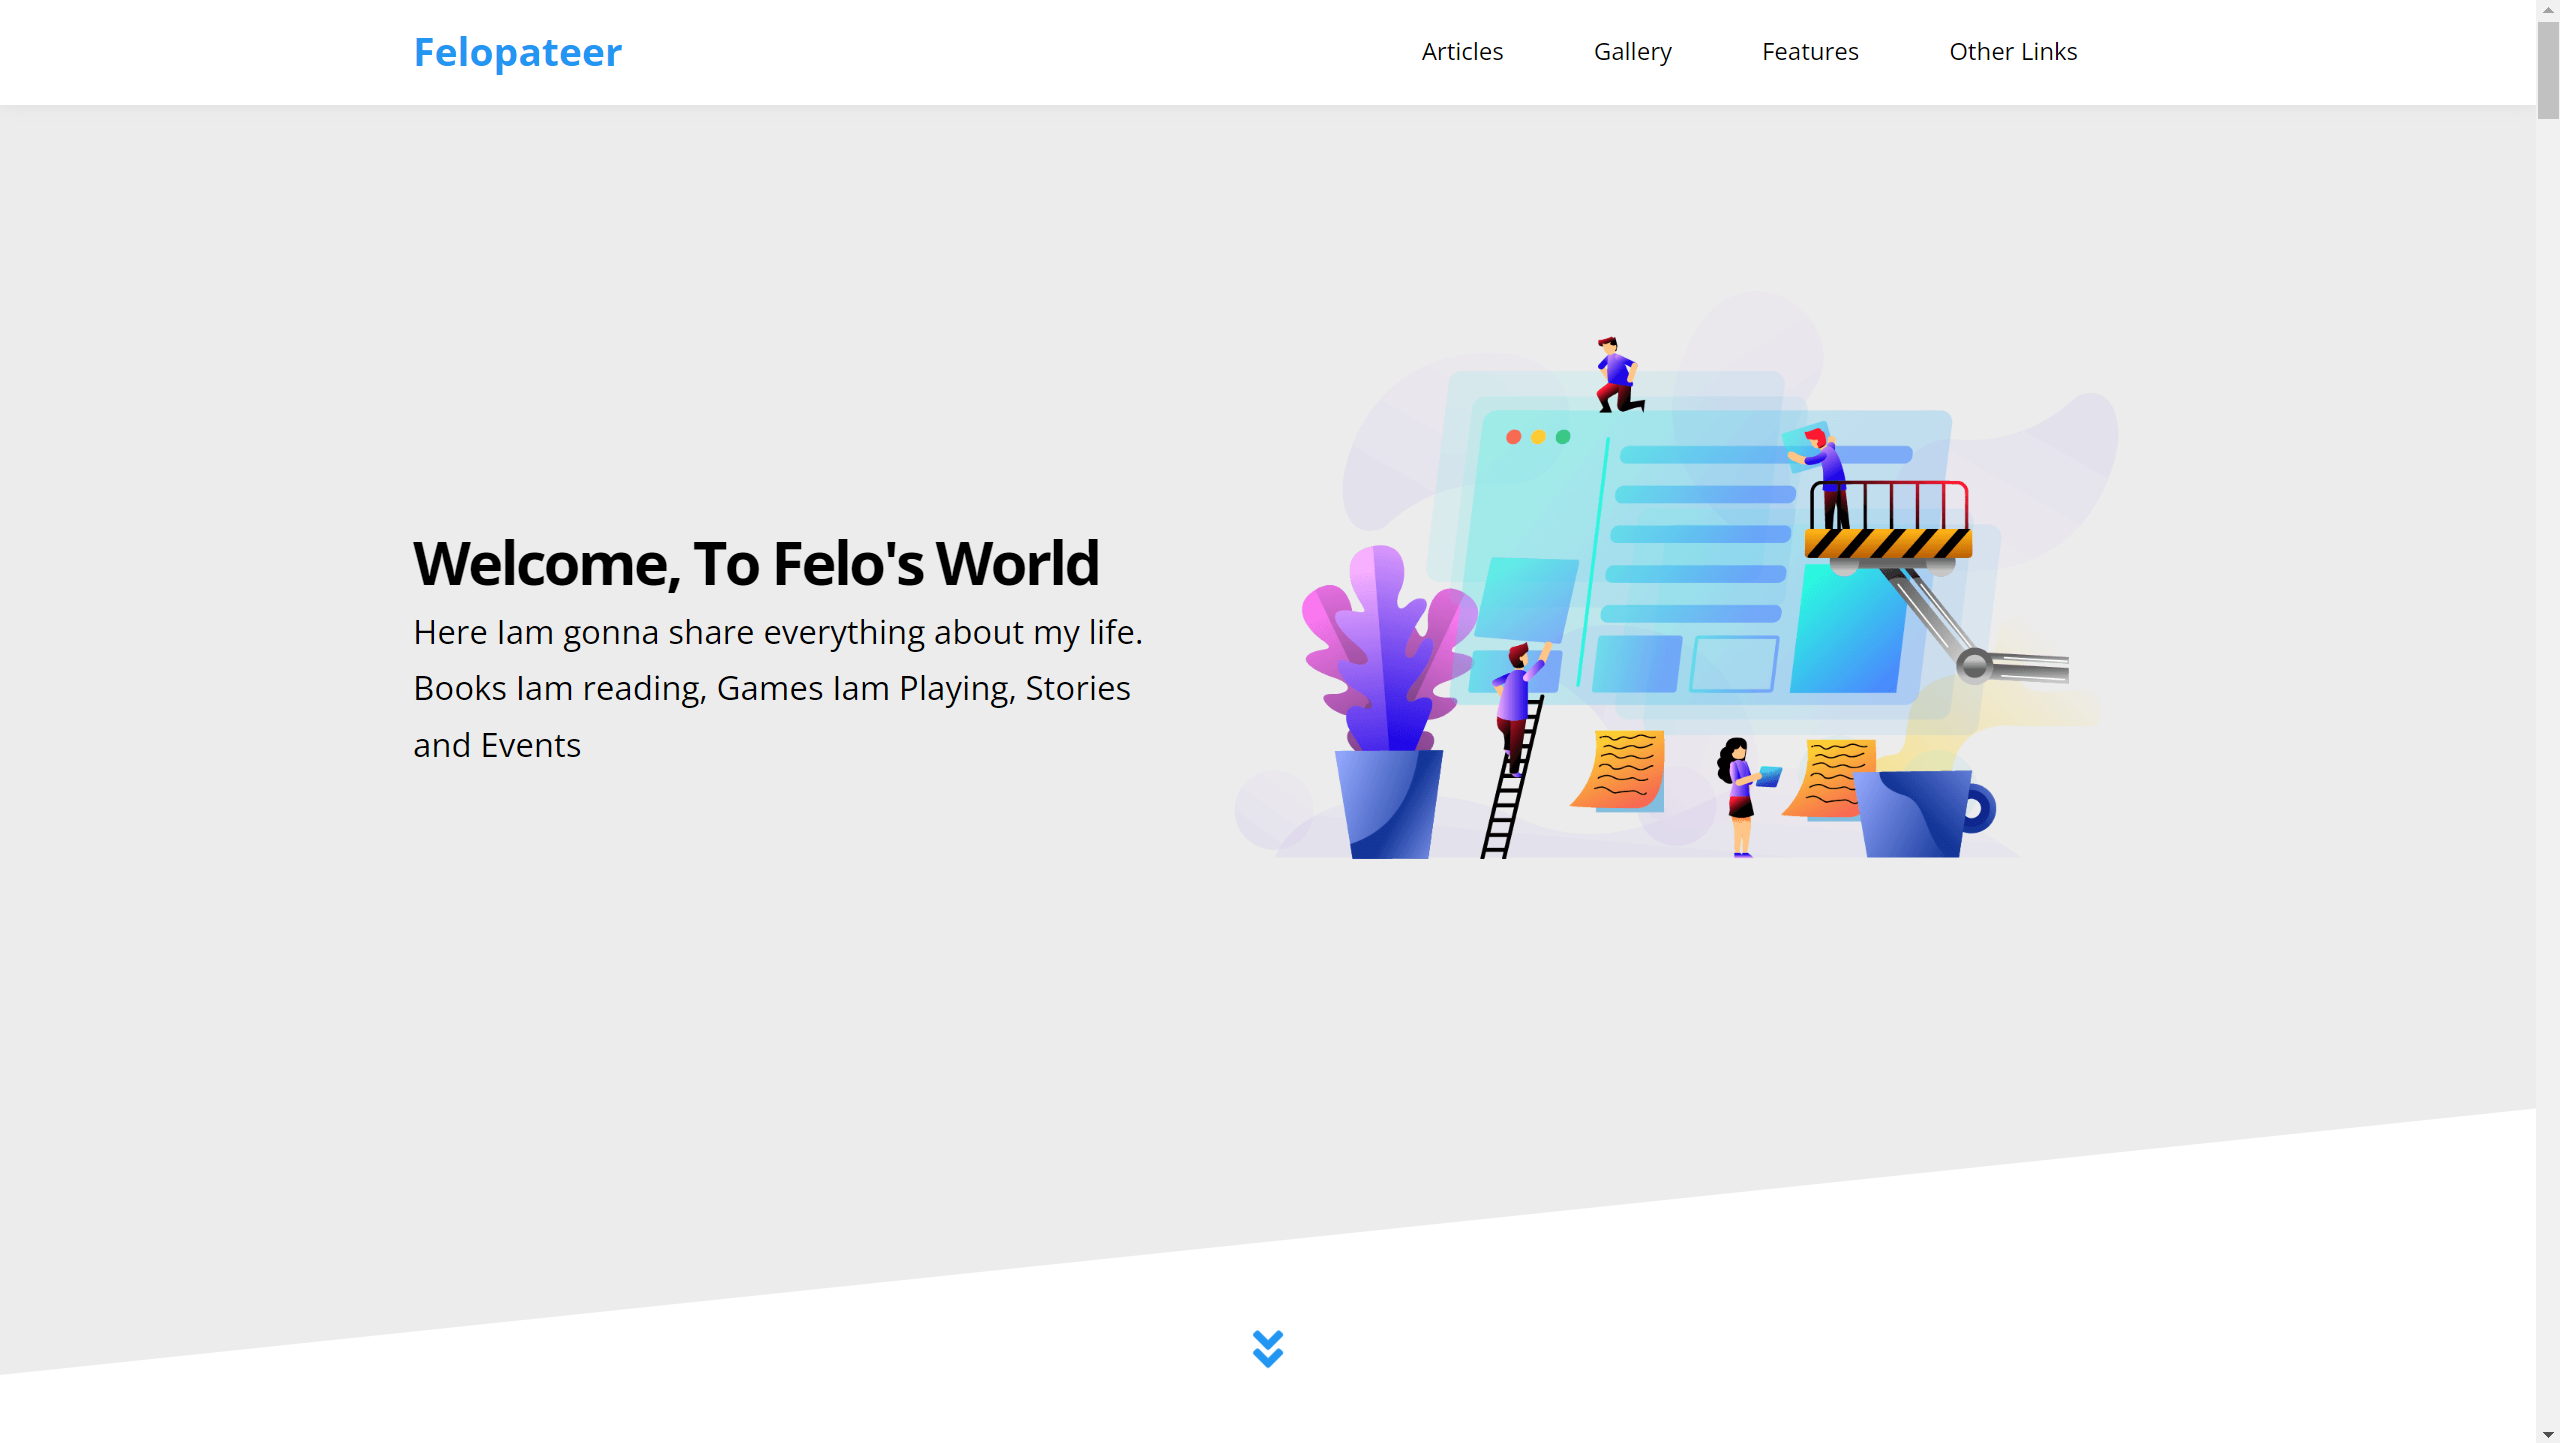 Felopateer
Articles
Gallery
Features
Other Links
Welcome, To Felo's World
Here Iam gonna share everything about my life.
Books Iam reading, Games Iam Playing, Stories
and Events